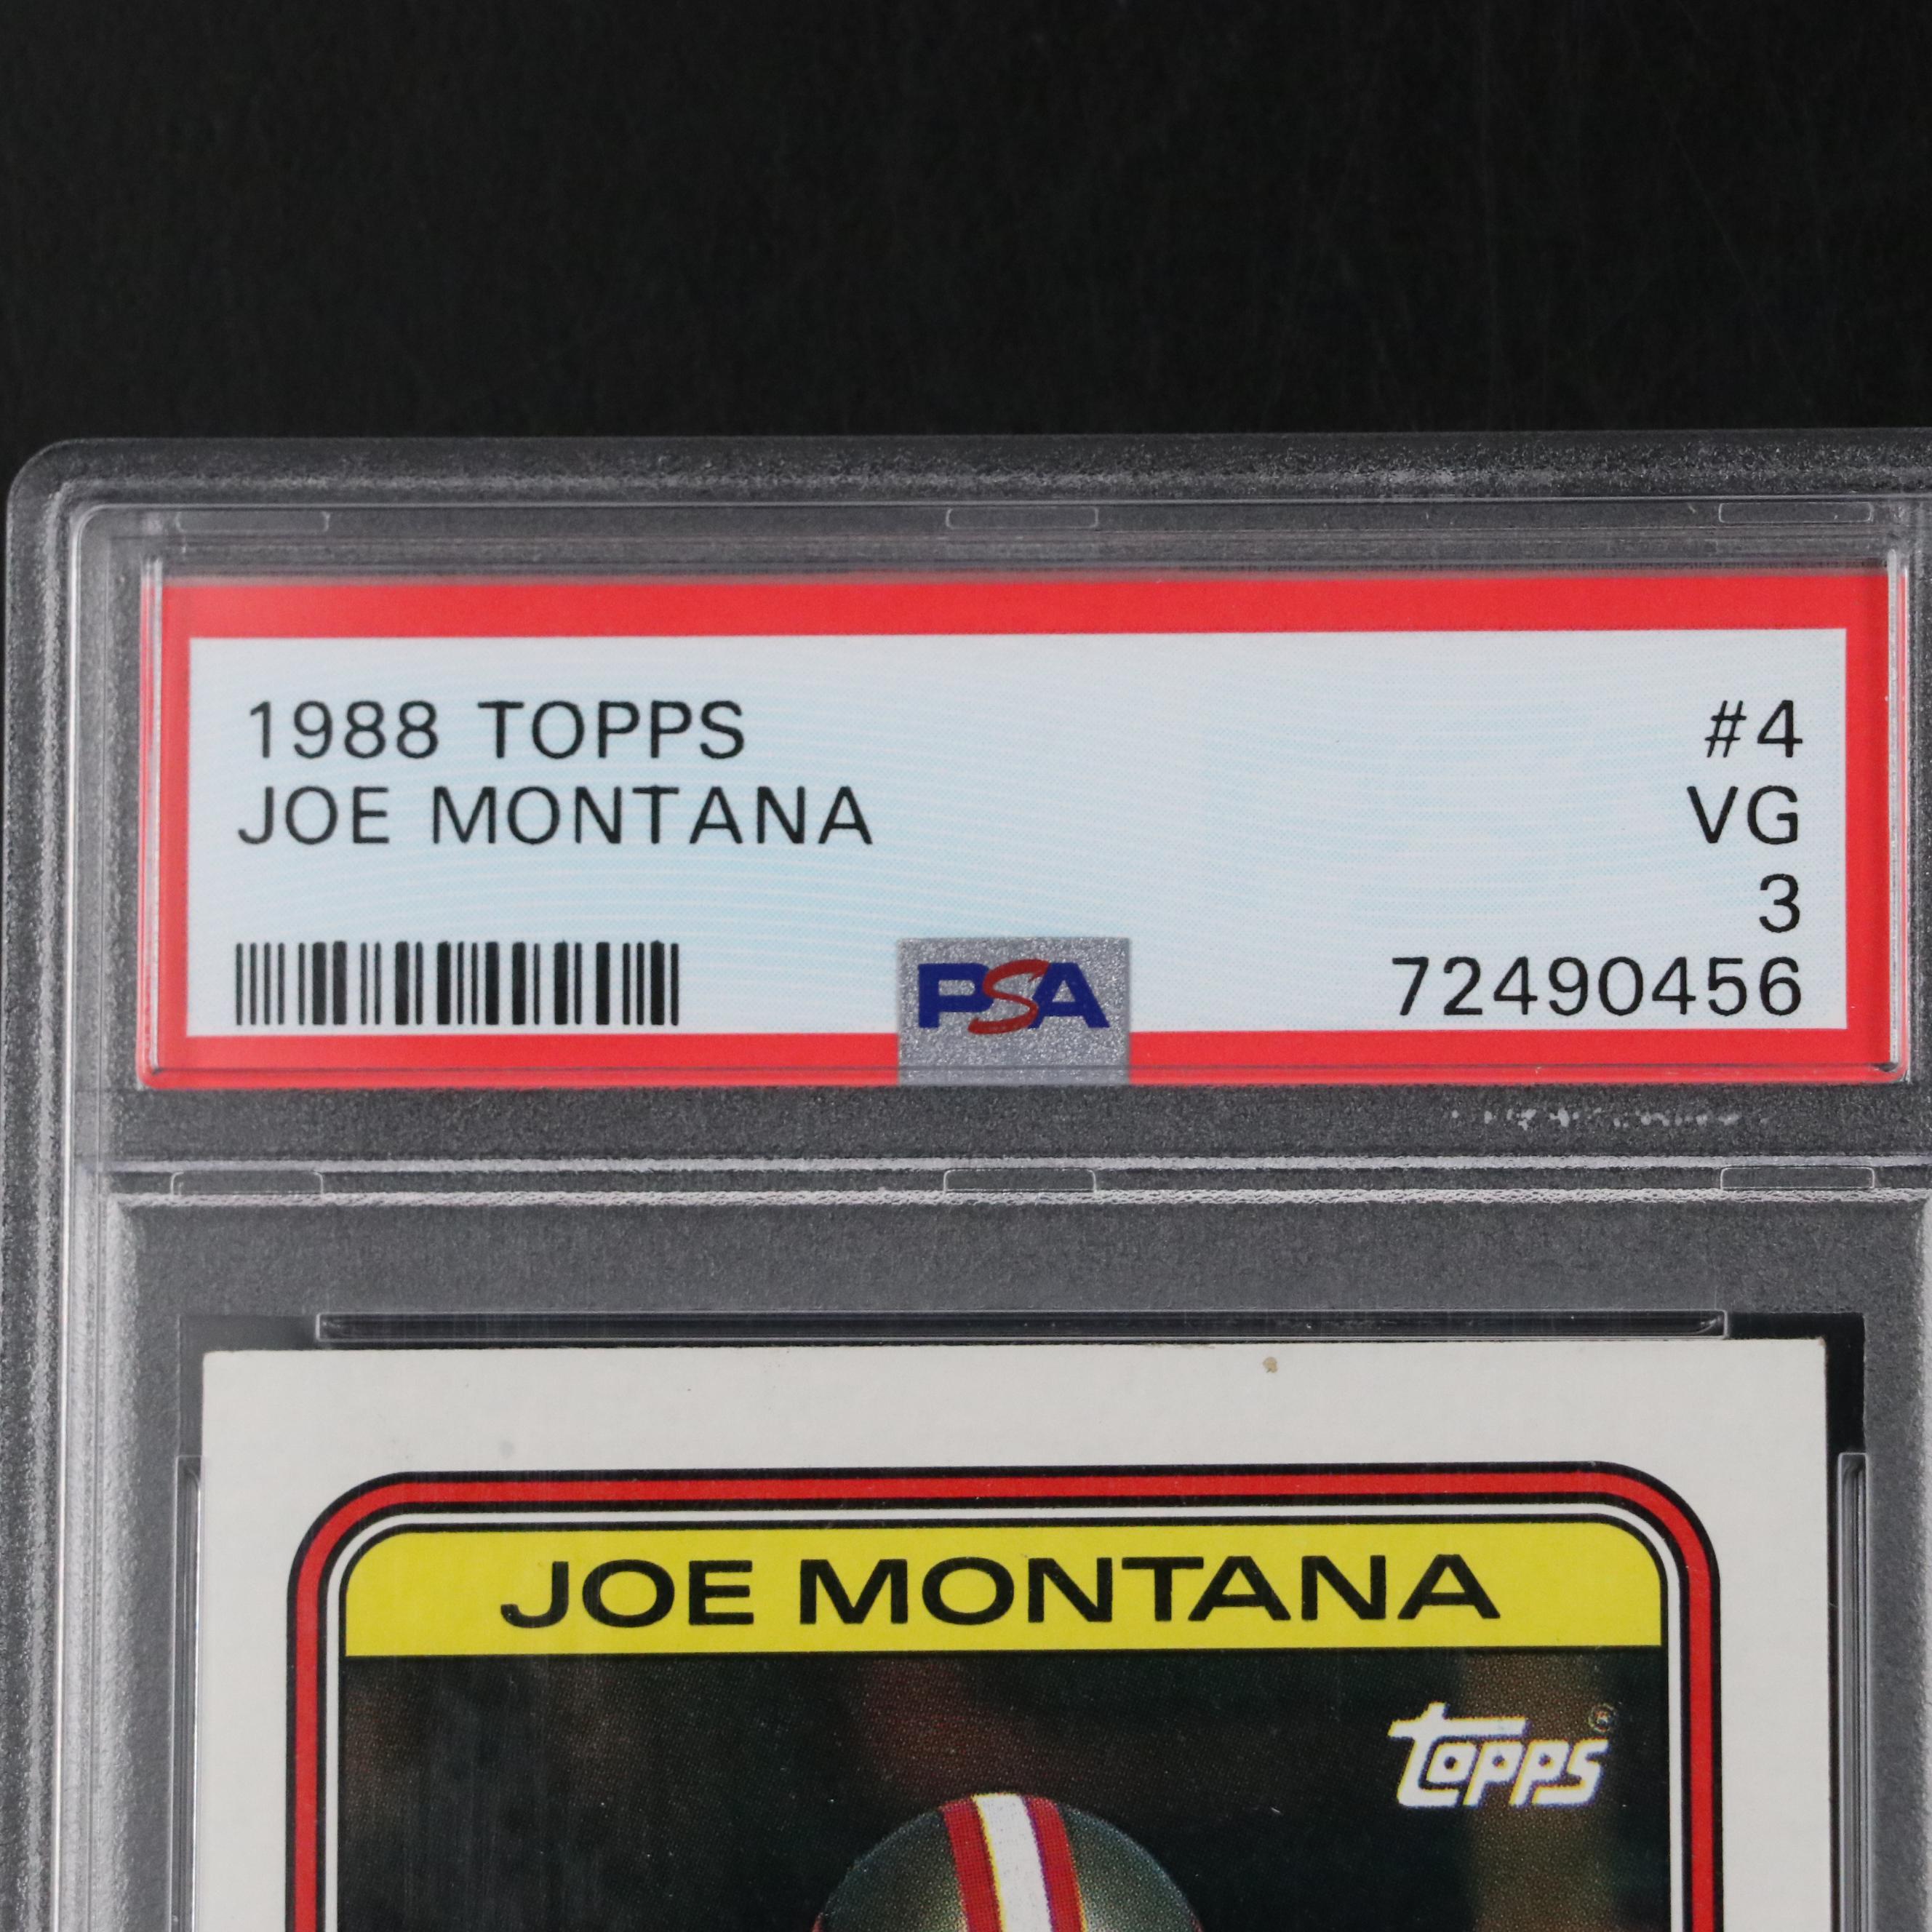 1988 TOPPS #4
JOE MONTANA VG
3
PSA 72490456
JOE MONTANA
topps®